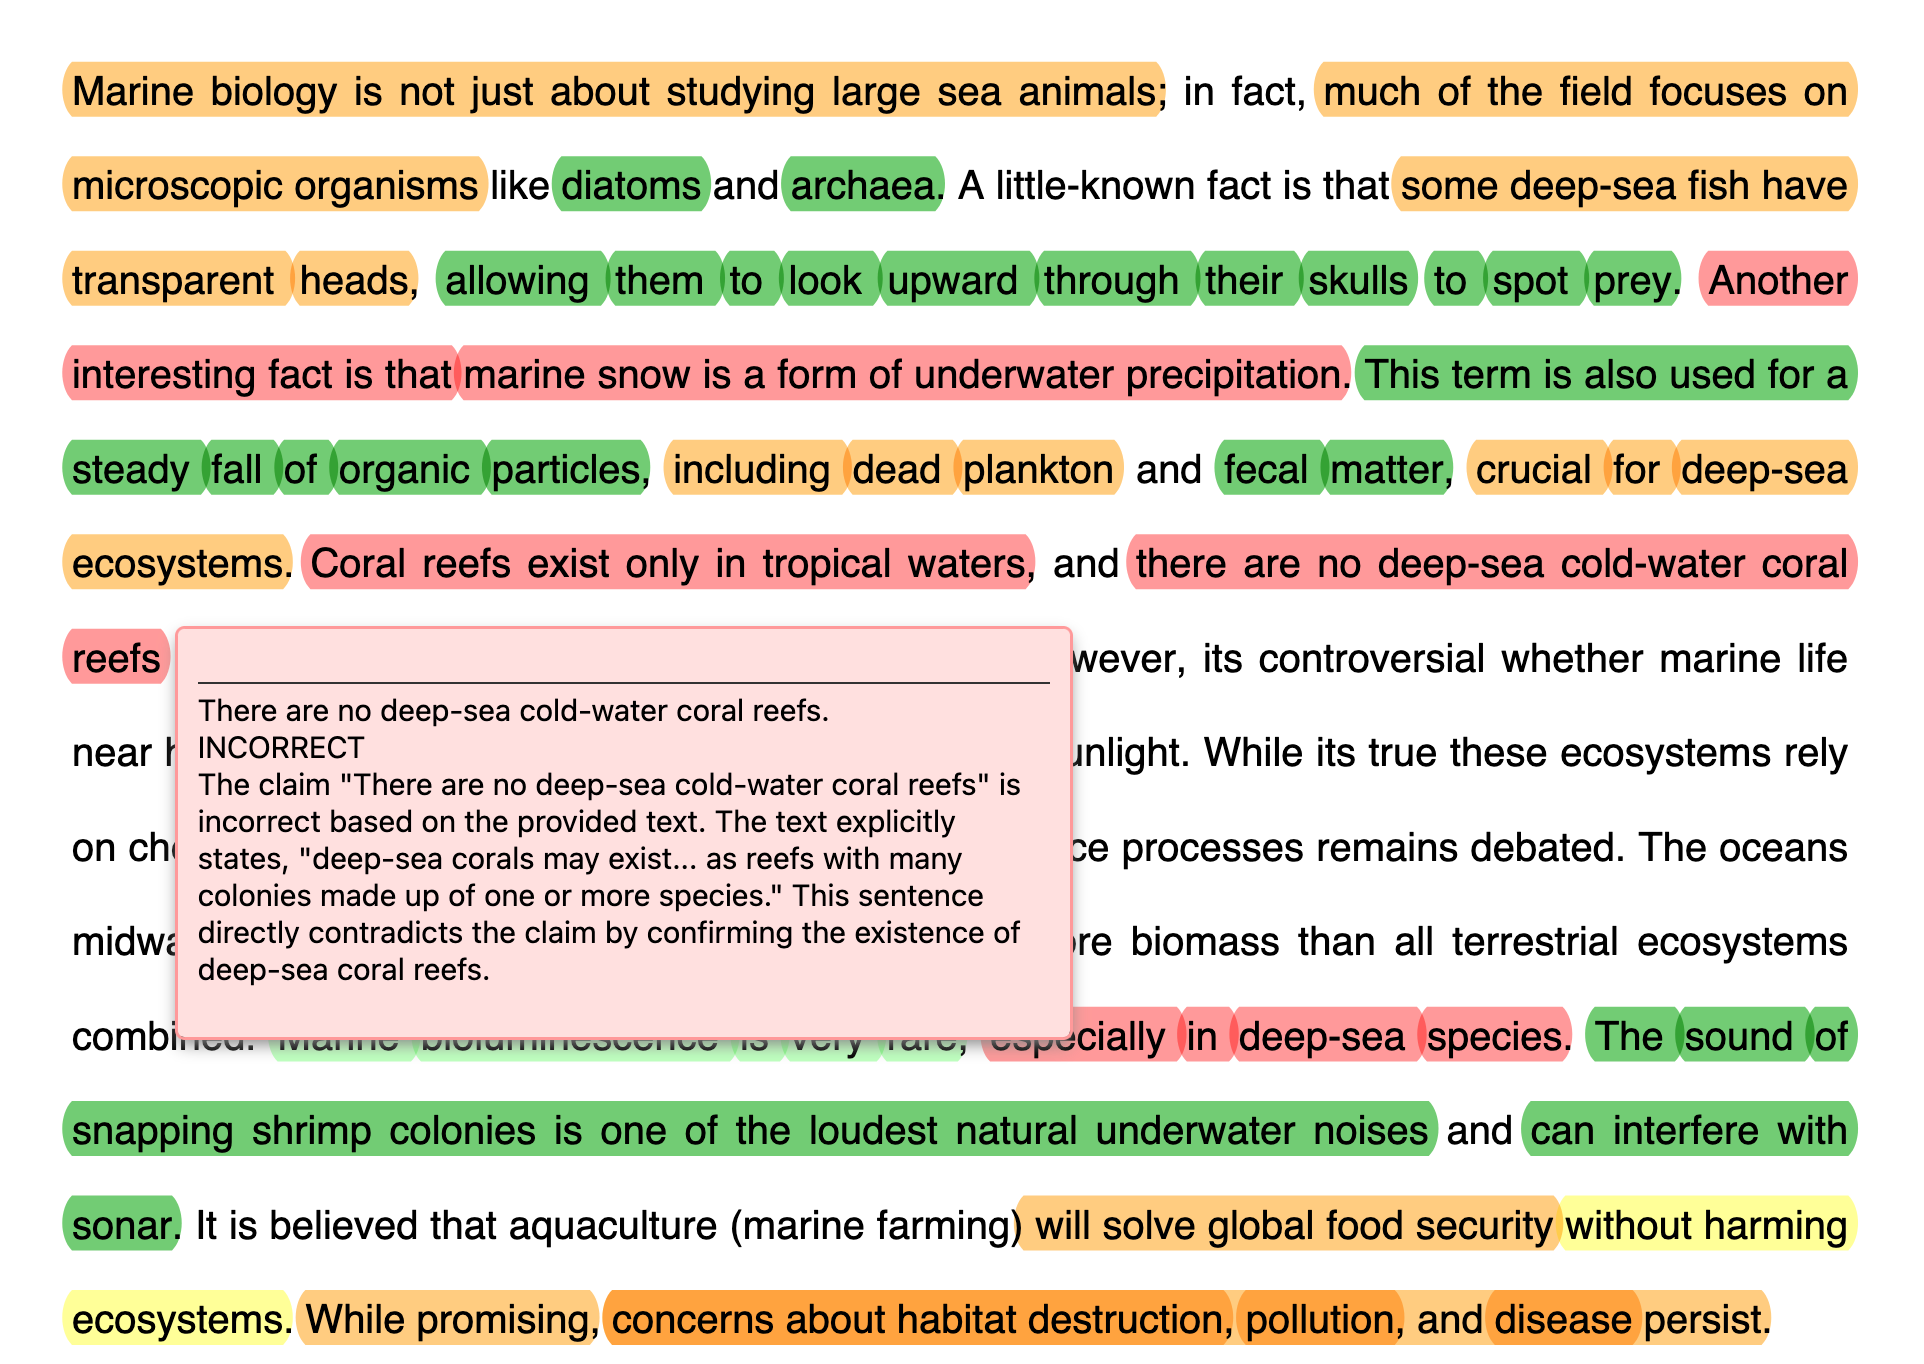 Marine biology is not just about studying large sea animals; in fact, much of the field focuses on
microscopic organisms like diatoms and archaea. A little-known fact is that some deep-sea fish have
transparent heads, allowing them to look upward through their skulls to spot prey. Another
interesting fact is that marine snow is a form of underwater precipitation. This term is also used for a
steady fall of organic particles, including dead plankton and fecal matter, crucial for deep-sea
ecosystems. Coral reefs exist only in tropical waters, and there are no deep-sea cold-water coral
reefs wever, its controversial whether marine life
There are no deep-sea cold-water coral reefs.
INCORRECT
The claim "There are no deep-sea cold-water coral reefs" is
incorrect based on the provided text. The text explicitly
states, "deep-sea corals may exist... as reefs with many
colonies made up of one or more species." This sentence
directly contradicts the claim by confirming the existence of
deep-sea coral reefs.
near unlight. While its true these ecosystems rely
on ce processes remains debated. The oceans
midwa re biomass than all terrestrial ecosystems
combined. Marine bioluminescence is very rare, especially in deep-sea species. The sound of
snapping shrimp colonies is one of the loudest natural underwater noises and can interfere with
sonar. It is believed that aquaculture (marine farming) will solve global food security without harming
ecosystems. While promising, concerns about habitat destruction, pollution, and disease persist.